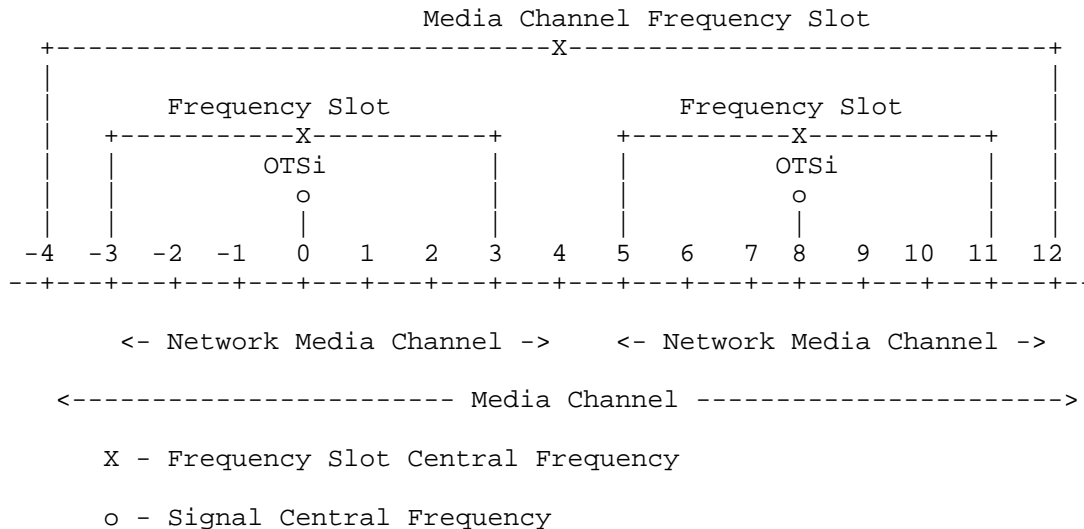 Media Channel Frequency Slot
+-------------------------------X------------------------------+
|                                                              |
|       Frequency Slot                  Frequency Slot         |
|   +-----------X-----------+       +----------X-----------+   |
|   |         OTSi          |       |         OTSi         |   |
|   |           o           |       |          o           |   |
|   |           |           |       |          |           |   |
-4  -3  -2  -1   0   1   2   3   4   5   6   7  8   9  10  11  12
--+---+---+---+---+---+---+---+---+---+---+---+--+---+---+---+---+--
<- Network Media Channel ->    <- Network Media Channel ->
<------------------------ Media Channel ----------------------->
X - Frequency Slot Central Frequency
o - Signal Central Frequency